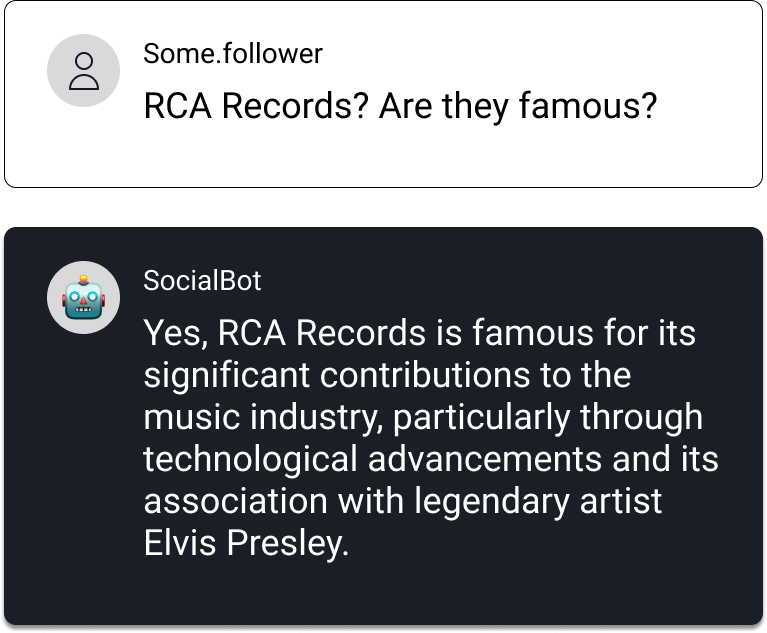 Some.follower
RCA Records? Are they famous?
SocialBot
Yes, RCA Records is famous for its
significant contributions to the
music industry, particularly through
technological advancements and its
association with legendary artist
Elvis Presley.